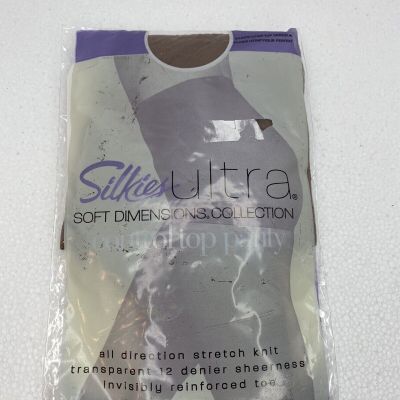 Silkies ultra®
SOFT DIMENSIONS. COLLECTION
control top panty
all direction stretch knit
transparent 12 denier sheerness
invisibly reinforced toe